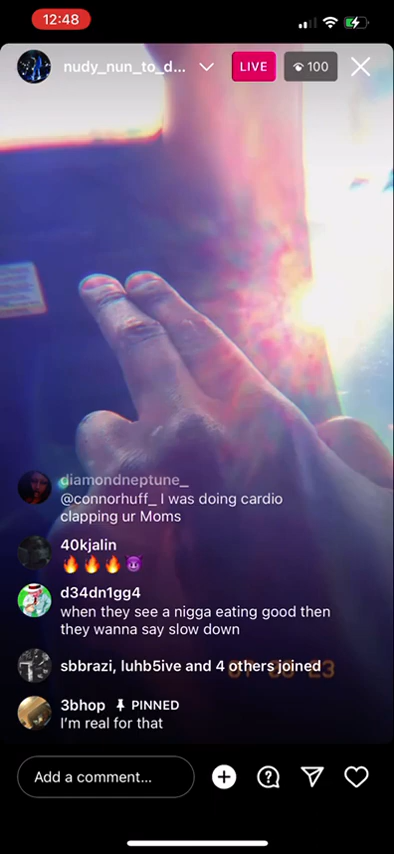 12:48
nudy_nun_to_d...
LIVE
100
diamondneptune_
@connorhuff_ I was doing cardio
clapping ur Moms
40kjalin
🔥🔥🔥😈
d34dn1gg4
when they see a nigga eating good then
they wanna say slow down
sbbrazi, luhb5ive and 4 others joined
3bhop PINNED
I'm real for that
Add a comment...